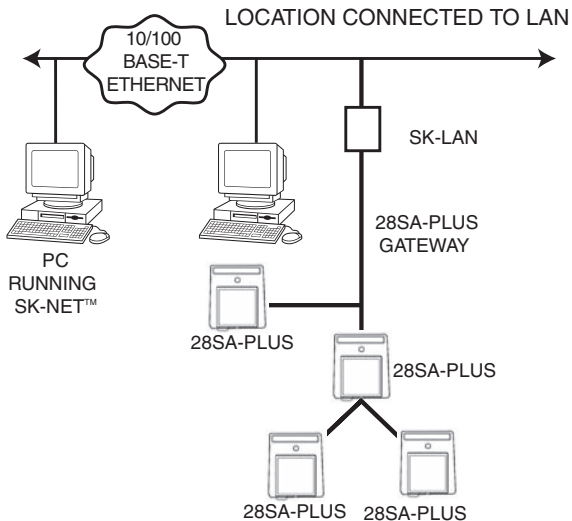 LOCATION CONNECTED TO LAN
10/100
BASE-T
ETHERNET
SK-LAN
28SA-PLUS
GATEWAY
PC
RUNNING
SK-NET™
28SA-PLUS
28SA-PLUS
28SA-PLUS
28SA-PLUS